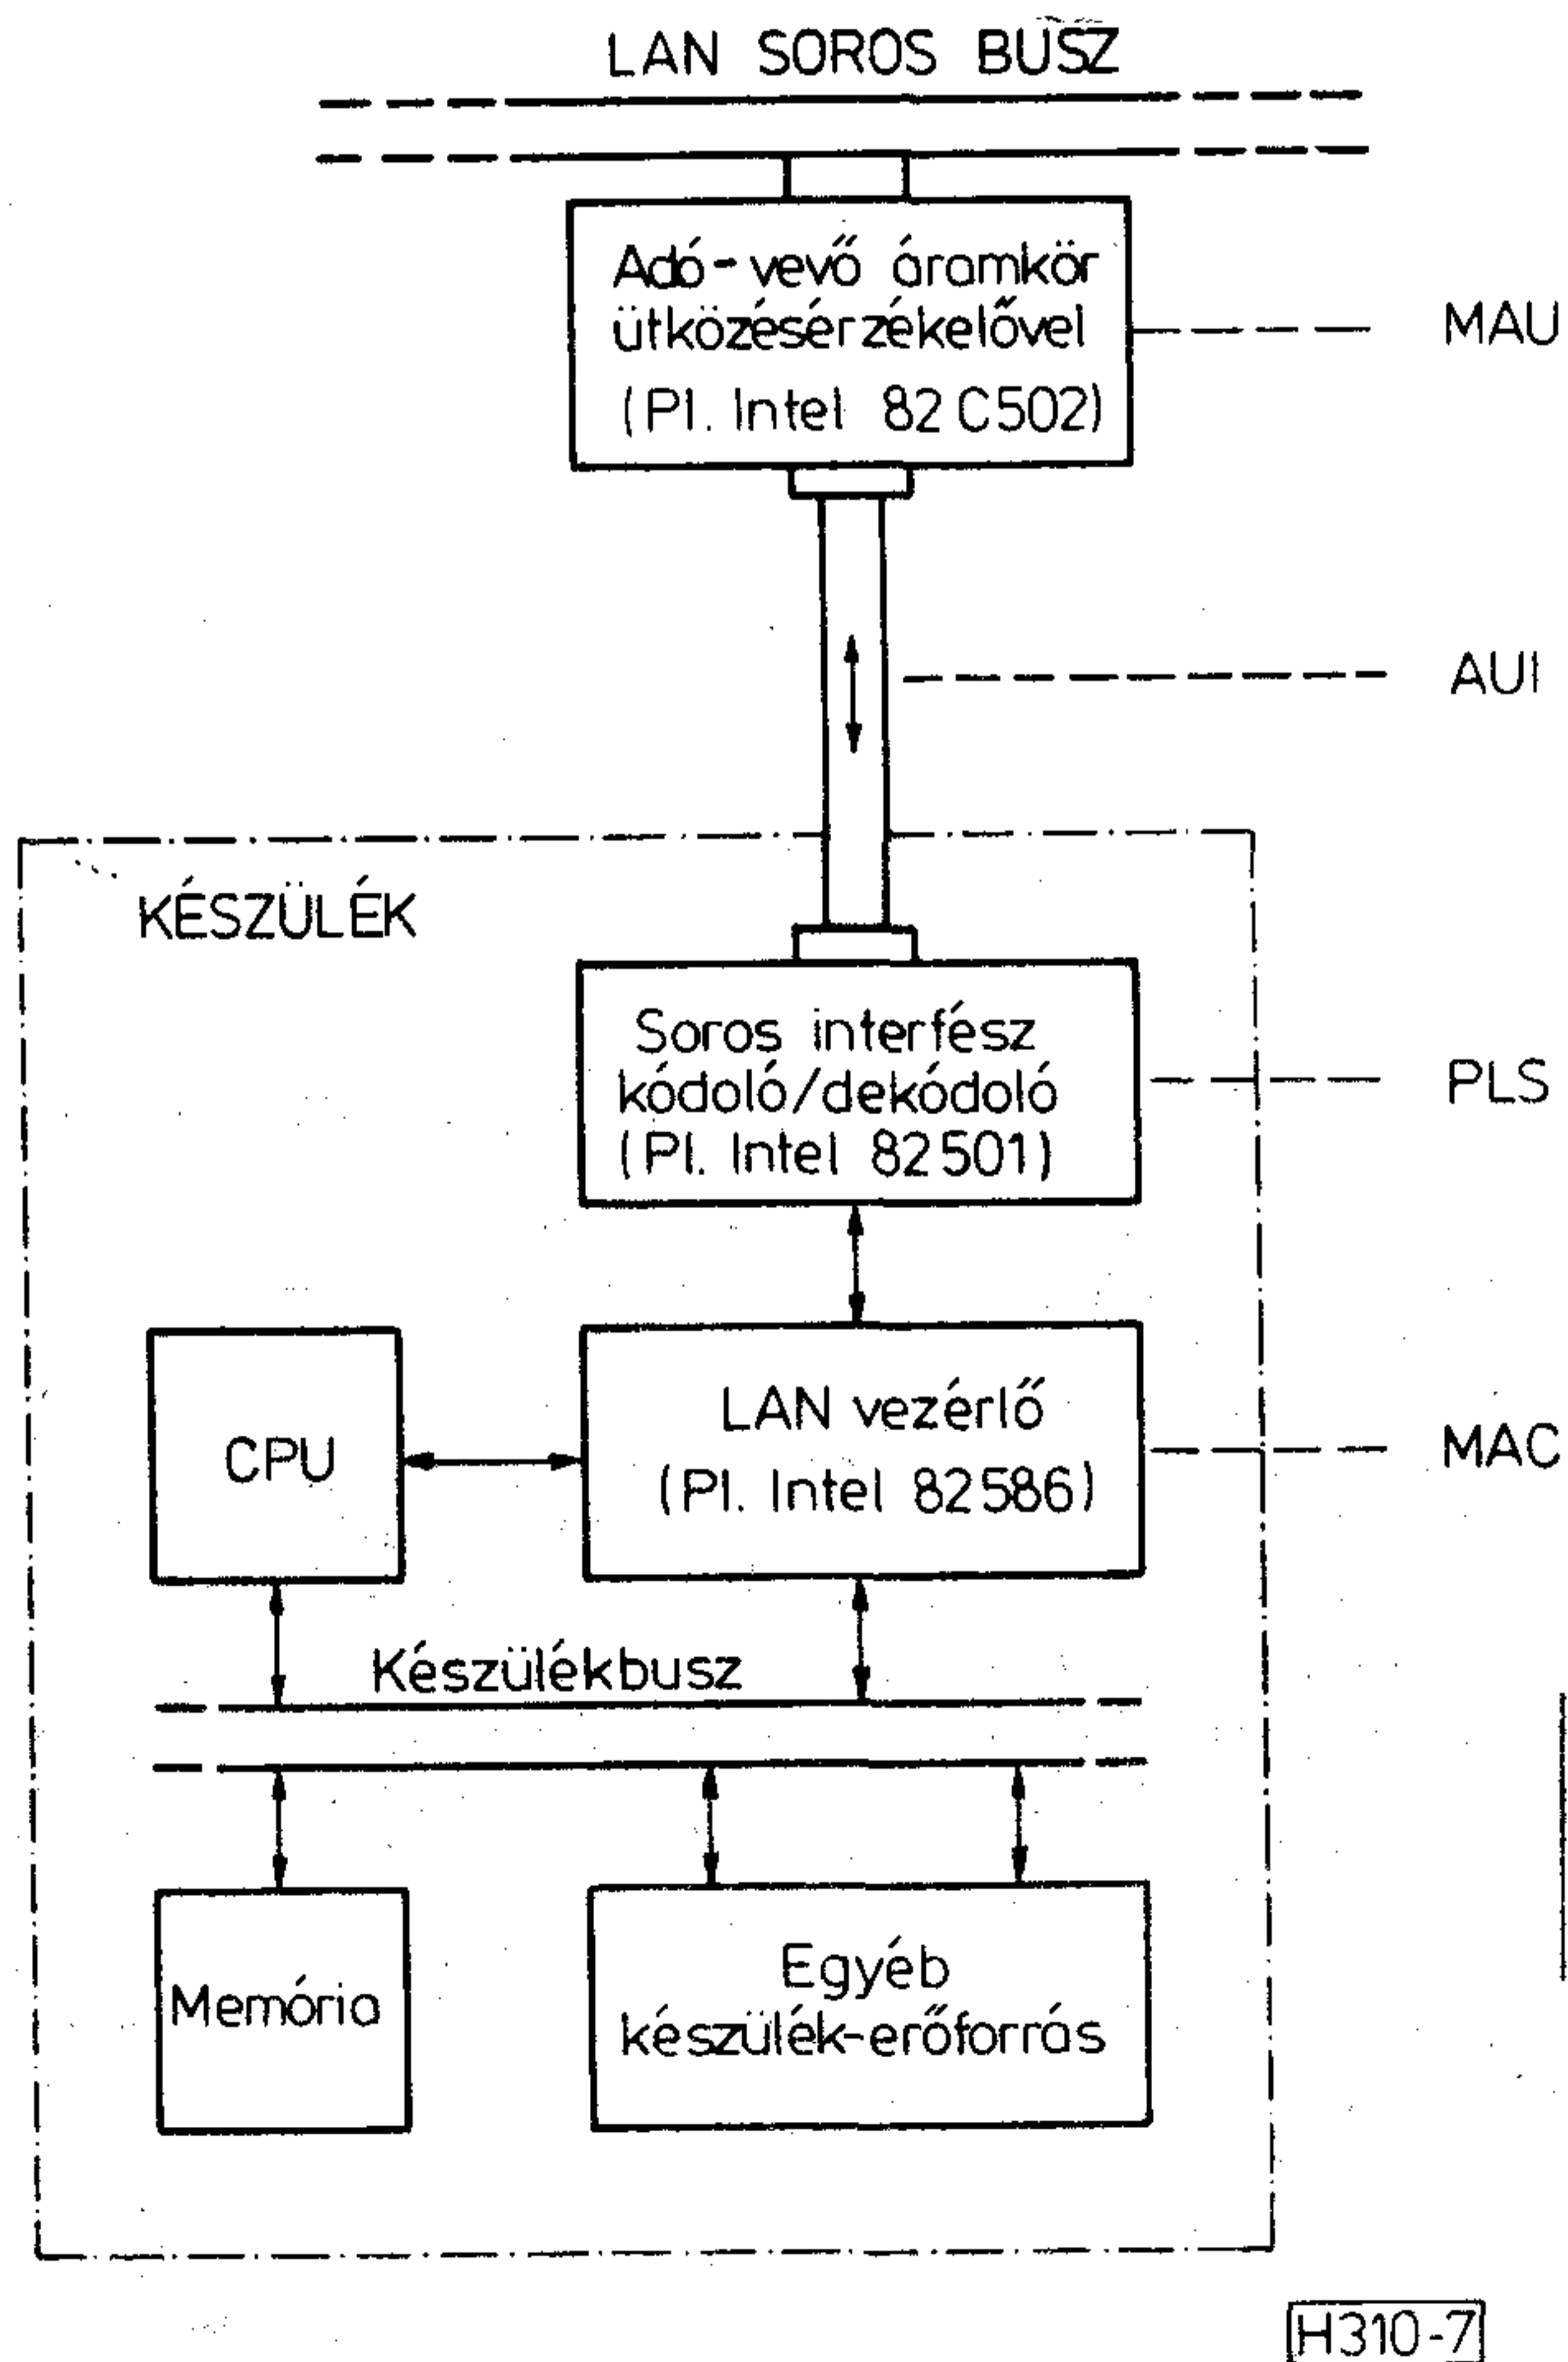 LAN SOROS BUSZ
Adó-vevő áramkör
ütközésérzékelővel
(Pl. Intel 82C502)
MAU
AUI
KÉSZÜLÉK
Soros interfész
kódoló/dekódoló
(Pl. Intel 82501)
PLS
CPU
LAN vezérlő
(Pl. Intel 82586)
MAC
Készülékbusz
Memória
Egyéb
készülék-erőforrás
H310-7